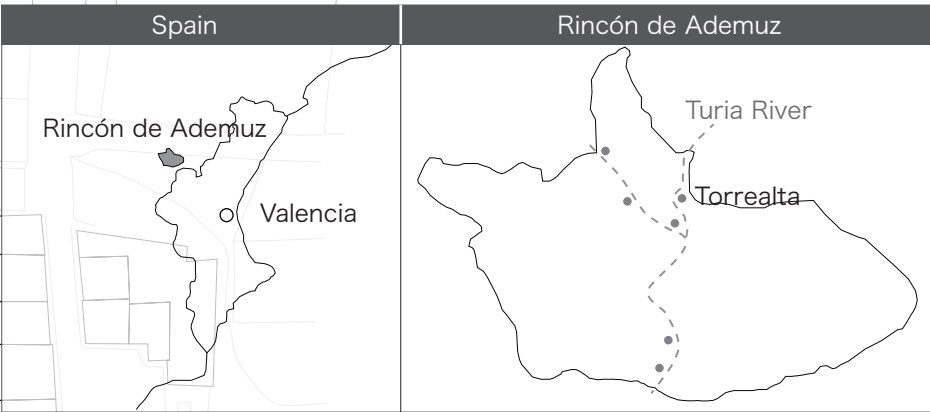 Spain
Rincón de Ademuz
Rincón de Ademuz
Valencia
Turia River
Torrealta